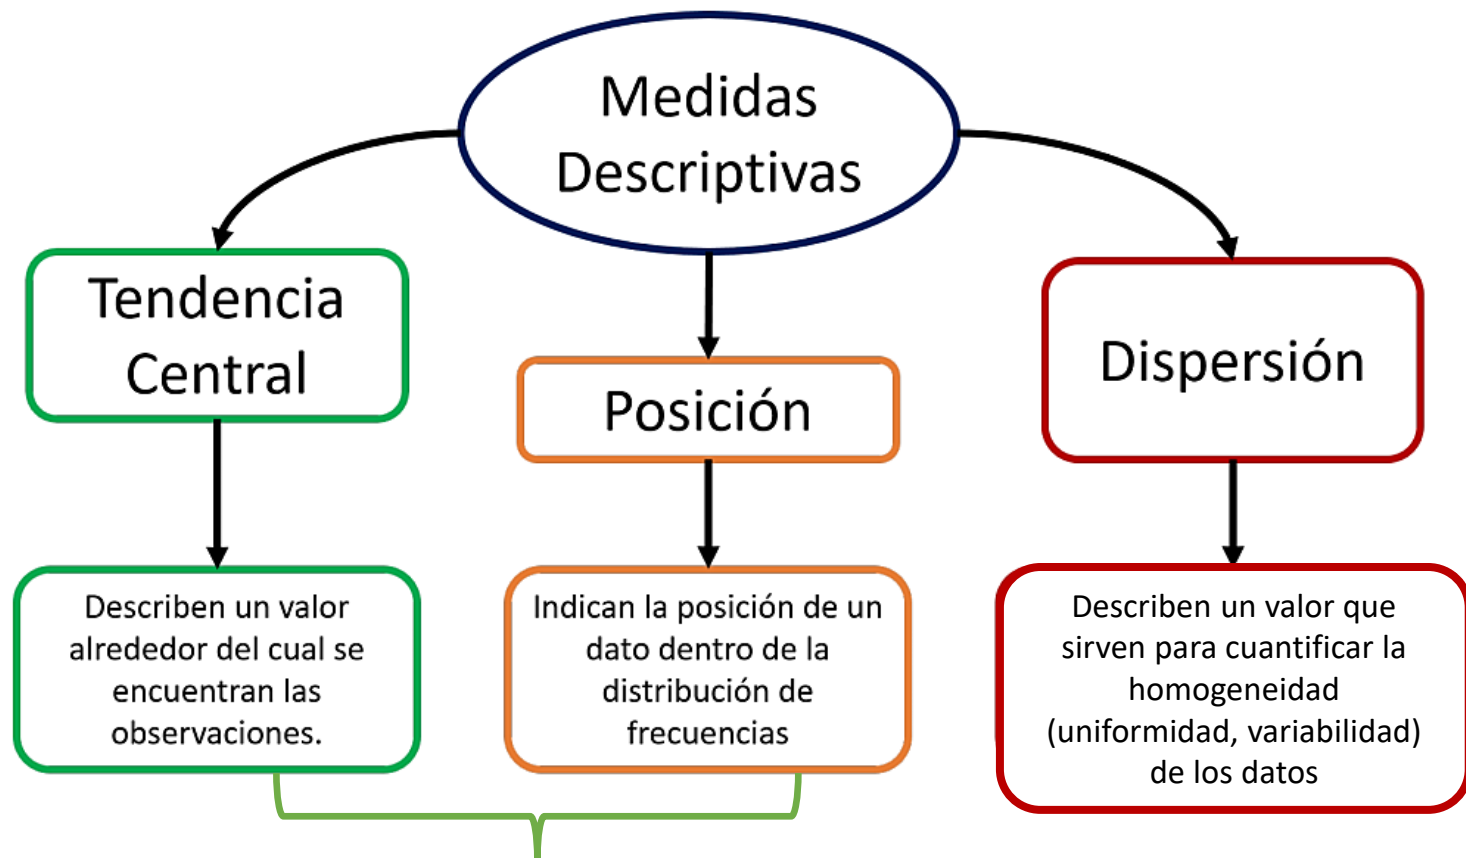 Medidas
Descriptivas
Tendencia
Central
Posición
Dispersión
Describen un valor
alrededor del cual se
encuentran las
observaciones.
Indican la posición de un
dato dentro de la
distribución de
frecuencias
Describen un valor que
sirven para cuantificar la
homogeneidad
(uniformidad, variabilidad)
de los datos